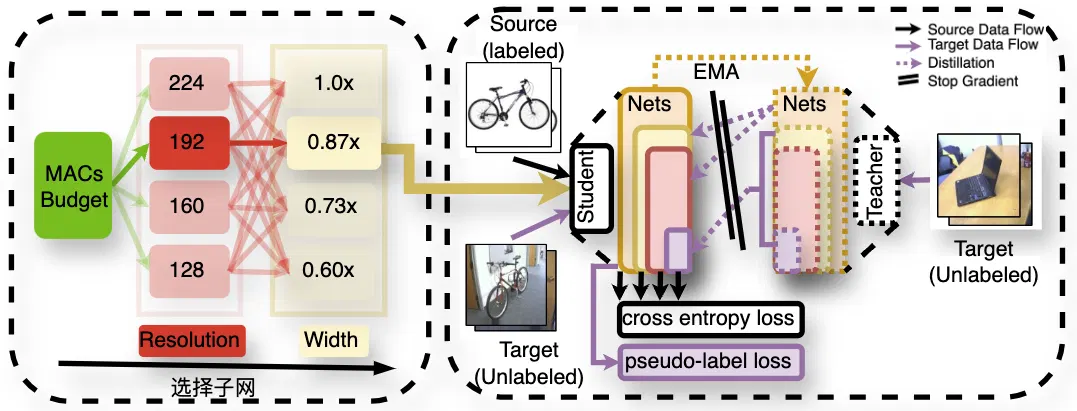 MACs
Budget
224
192
160
128
1.0x
0.87x
0.73x
0.60x
Resolution
Width
选择子网
Source
(labeled)
Student
Target
(Unlabeled)
Nets
EMA
Nets
Teacher
cross entropy loss
pseudo-label loss
Source Data Flow
Target Data Flow
Distillation
Stop Gradient
Target
(Unlabeled)